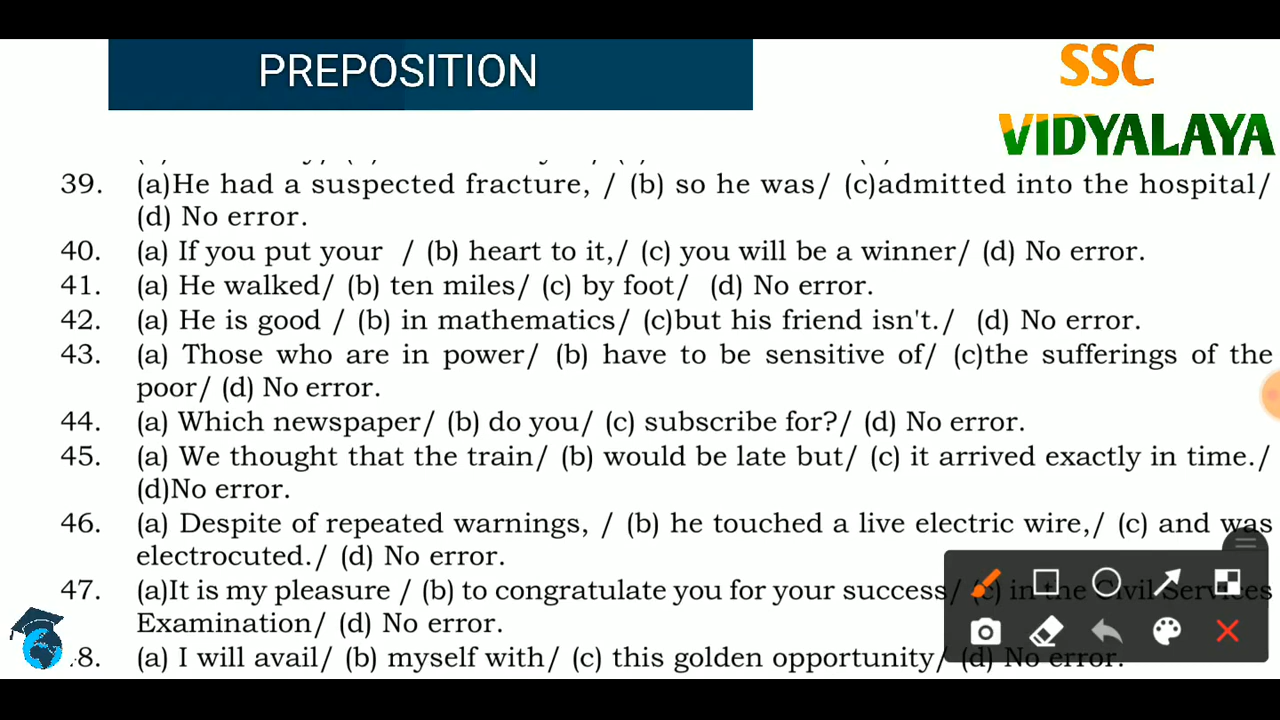 PREPOSITION
SSC
VIDYALAYA
39. (a)He had a suspected fracture, / (b) so he was/ (c)admitted into the hospital/
(d) No error.
40. (a) If you put your / (b) heart to it,/ (c) you will be a winner/ (d) No error.
41. (a) He walked/ (b) ten miles/ (c) by foot/ (d) No error.
42. (a) He is good / (b) in mathematics/ (c)but his friend isn't./ (d) No error.
43. (a) Those who are in power/ (b) have to be sensitive of/ (c)the sufferings of the
poor/ (d) No error.
44. (a) Which newspaper/ (b) do you/ (c) subscribe for?/ (d) No error.
45. (a) We thought that the train/ (b) would be late but/ (c) it arrived exactly in time./
(d)No error.
46. (a) Despite of repeated warnings, / (b) he touched a live electric wire,/ (c) and was
electrocuted./ (d) No error.
47. (a)It is my pleasure / (b) to congratulate you for your success/ (c) in the Civil Services
Examination/ (d) No error.
8. (a) I will avail/ (b) myself with/ (c) this golden opportunity/ (d) No error.